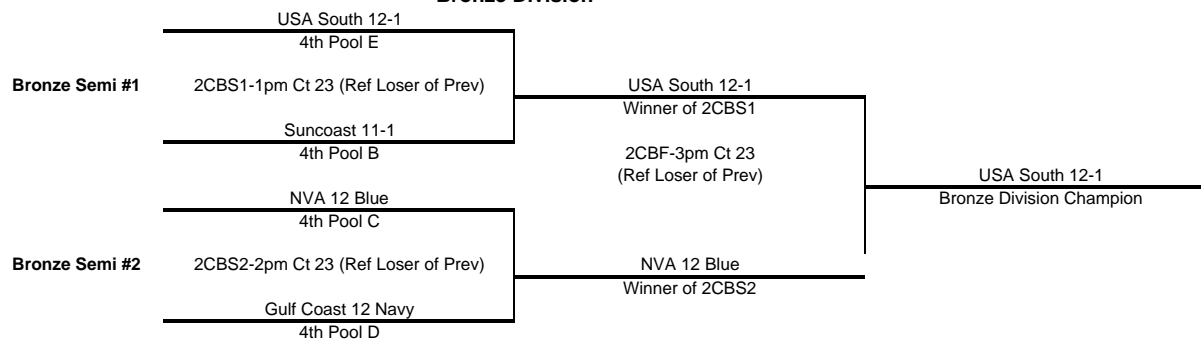 Bronze Division
USA South 12-1
4th Pool E
Bronze Semi #1
2CBS1-1pm Ct 23 (Ref Loser of Prev)
USA South 12-1
Winner of 2CBS1
Suncoast 11-1
4th Pool B
2CBF-3pm Ct 23
(Ref Loser of Prev)
USA South 12-1
Bronze Division Champion
NVA 12 Blue
4th Pool C
Bronze Semi #2
2CBS2-2pm Ct 23 (Ref Loser of Prev)
NVA 12 Blue
Winner of 2CBS2
Gulf Coast 12 Navy
4th Pool D